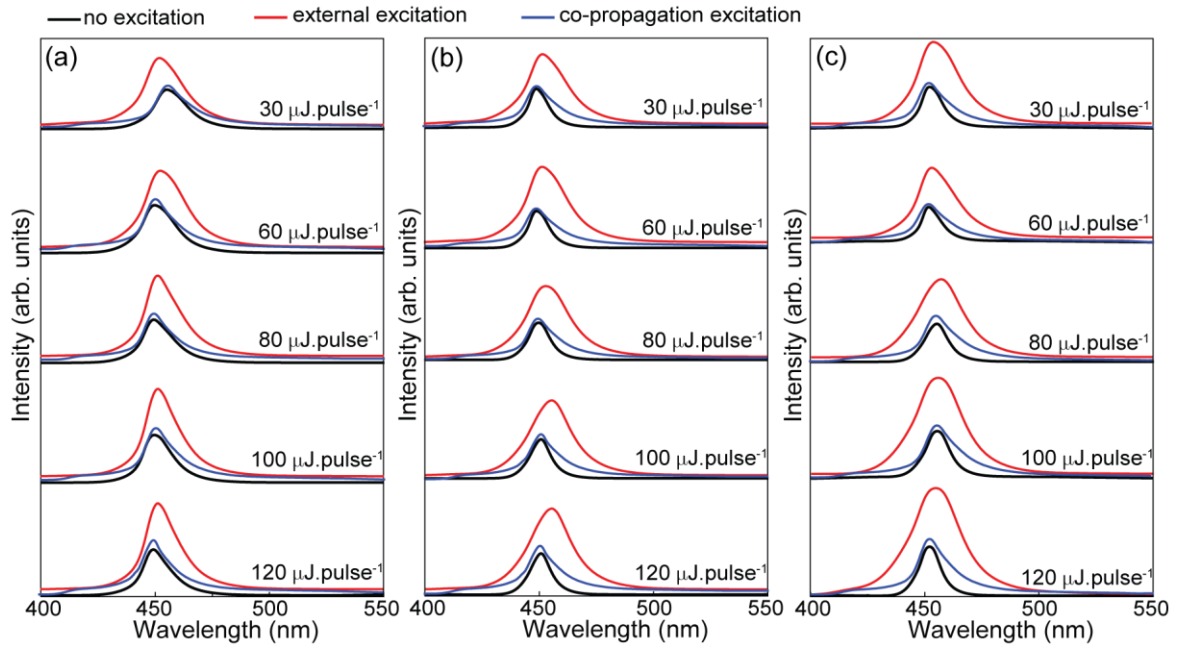 no excitation external excitation co-propagation excitation
(a)
30 μJ.pulse⁻¹
60 μJ.pulse⁻¹
80 μJ.pulse⁻¹
100 μJ.pulse⁻¹
120 μJ.pulse⁻¹
Intensity (arb. units)
400 450 500 550
Wavelength (nm)
(b)
30 μJ.pulse⁻¹
60 μJ.pulse⁻¹
80 μJ.pulse⁻¹
100 μJ.pulse⁻¹
120 μJ.pulse⁻¹
Intensity (arb. units)
400 450 500 550
Wavelength (nm)
(c)
30 μJ.pulse⁻¹
60 μJ.pulse⁻¹
80 μJ.pulse⁻¹
100 μJ.pulse⁻¹
120 μJ.pulse⁻¹
Intensity (arb. units)
400 450 500 550
Wavelength (nm)